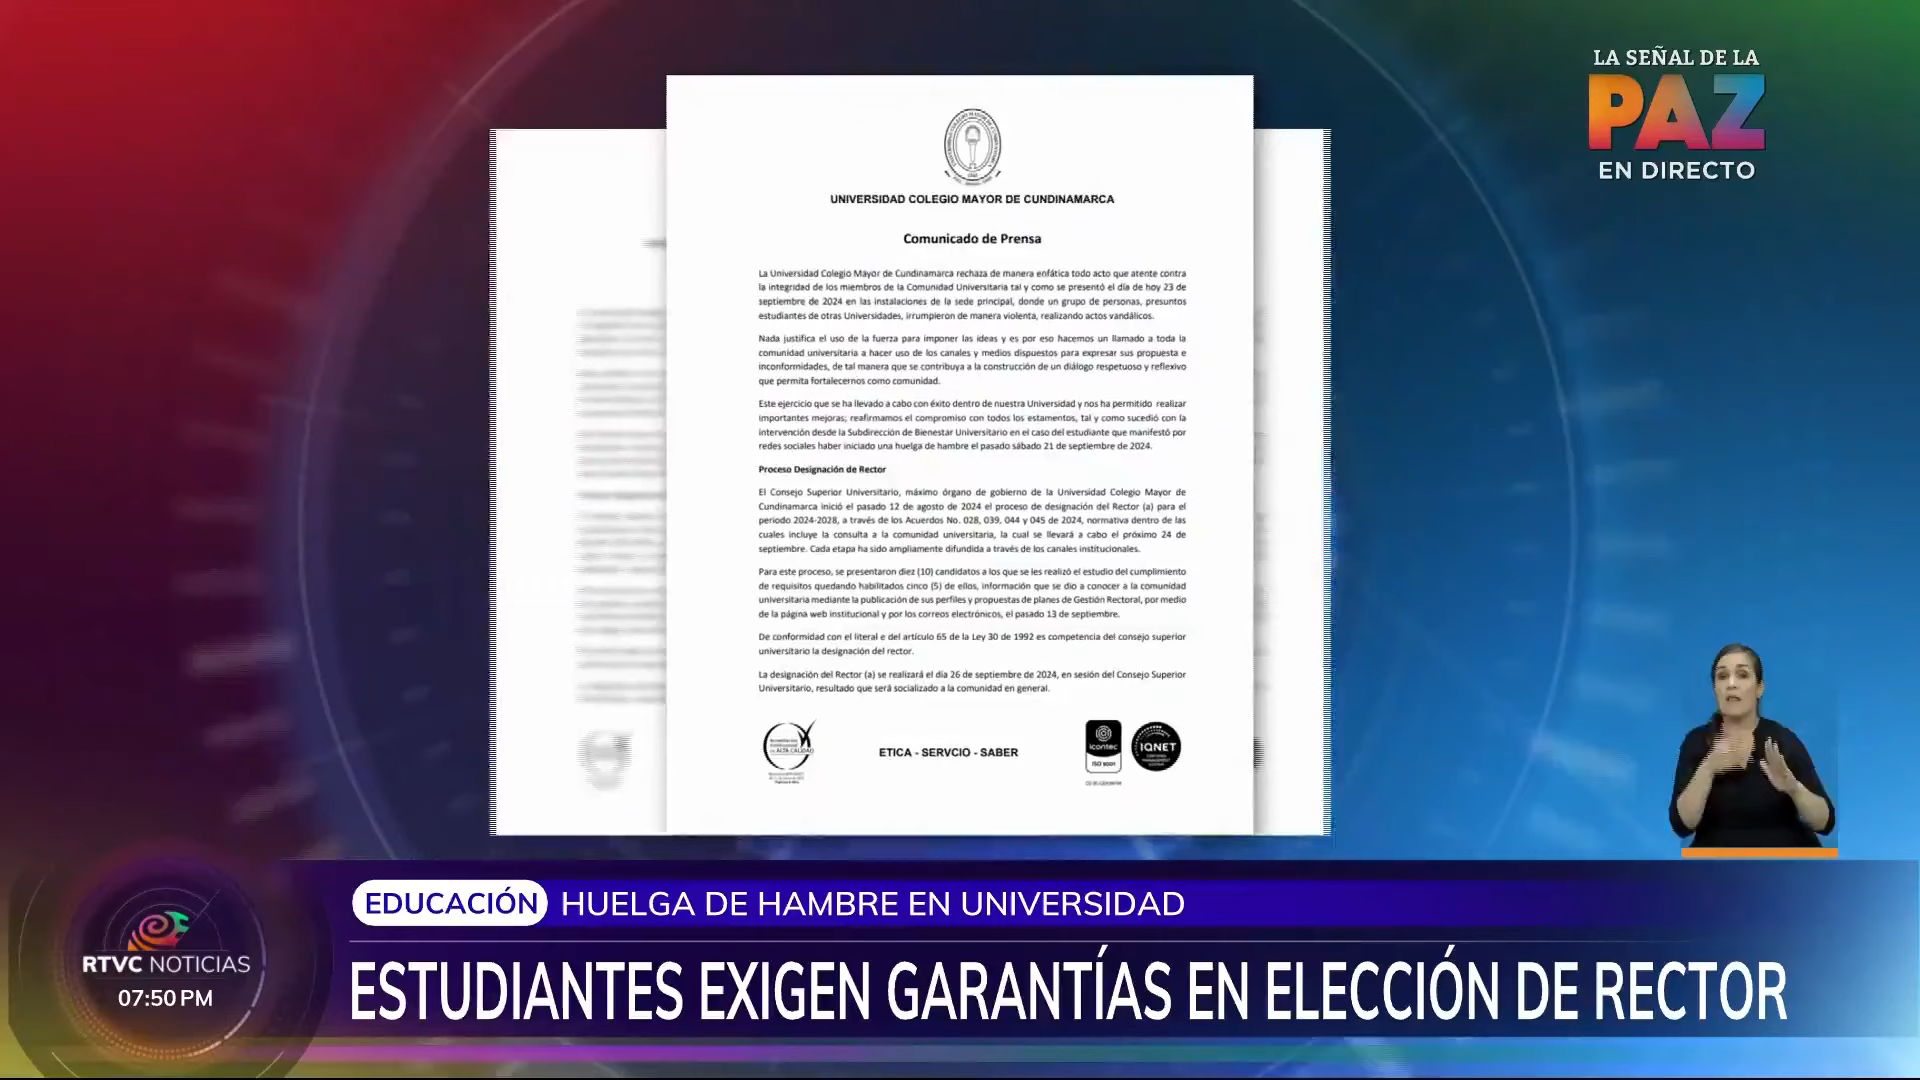 LA SEÑAL DE LA
PAZ
EN DIRECTO
UNIVERSIDAD COLEGIO MAYOR DE CUNDINAMARCA
Comunicado de Prensa
La Universidad Colegio Mayor de Cundinamarca rechaza de manera enfática todo acto que atente contra
la integridad de los miembros de la Comunidad Universitaria tal y como se presentó el día de hoy 23 de
septiembre de 2024 en las instalaciones de la sede principal, donde un grupo de personas, presuntos
estudiantes de otras Universidades, irrumpieron de manera violenta, realizando actos vandálicos.
Nada justifica el uso de la fuerza para imponer las ideas y es por eso hacemos un llamado a toda la
comunidad universitaria a hacer uso de los canales y medios dispuestos para expresar sus propuesta e
inconformidades, de tal manera que se contribuya a la construcción de un diálogo respetuoso y reflexivo
que permita fortalecernos como comunidad.
Este ejercicio que se ha llevado a cabo con éxito dentro de nuestra Universidad y nos ha permitido realizar
importantes mejoras; reafirmamos el compromiso con todos los estamentos, tal y como sucedió con la
intervención desde la Subdirección de Bienestar Universitario en el caso del estudiante que manifestó por
redes sociales haber iniciado una huelga de hambre el pasado sábado 21 de septiembre de 2024.
Proceso Designación de Rector
El Consejo Superior Universitario, máximo órgano de gobierno de la Universidad Colegio Mayor de
Cundinamarca inició el pasado 12 de agosto de 2024 el proceso de designación del Rector (a) para el
periodo 2024-2028, a través de los Acuerdos No. 028, 039, 044 y 045 de 2024, normativa dentro de las
cuales incluye la consulta a la comunidad universitaria, la cual se llevará a cabo el próximo 24 de
septiembre. Cada etapa ha sido ampliamente difundida a través de los canales institucionales.
Para este proceso, se presentaron diez (10) candidatos a los que se les realizó el estudio del cumplimiento
de requisitos quedando habilitados cinco (5) de ellos, información que se dio a conocer a la comunidad
universitaria mediante la publicación de sus perfiles y propuestas de planes de Gestión Rectoral, por medio
de la página web institucional y por los correos electrónicos, el pasado 13 de septiembre.
De conformidad con el literal e del artículo 65 de la Ley 30 de 1992 es competencia del consejo superior
universitario la designación del rector.
La designación del Rector (a) se realizará el día 26 de septiembre de 2024, en sesión del Consejo Superior
Universitario, resultado que será socializado a la comunidad en general.
ALTA CALIDAD
ETICA - SERVCIO - SABER
icontec
ISO 9001
IQNET
EDUCACIÓN HUELGA DE HAMBRE EN UNIVERSIDAD
ESTUDIANTES EXIGEN GARANTÍAS EN ELECCIÓN DE RECTOR
RTVC NOTICIAS
07:50 PM